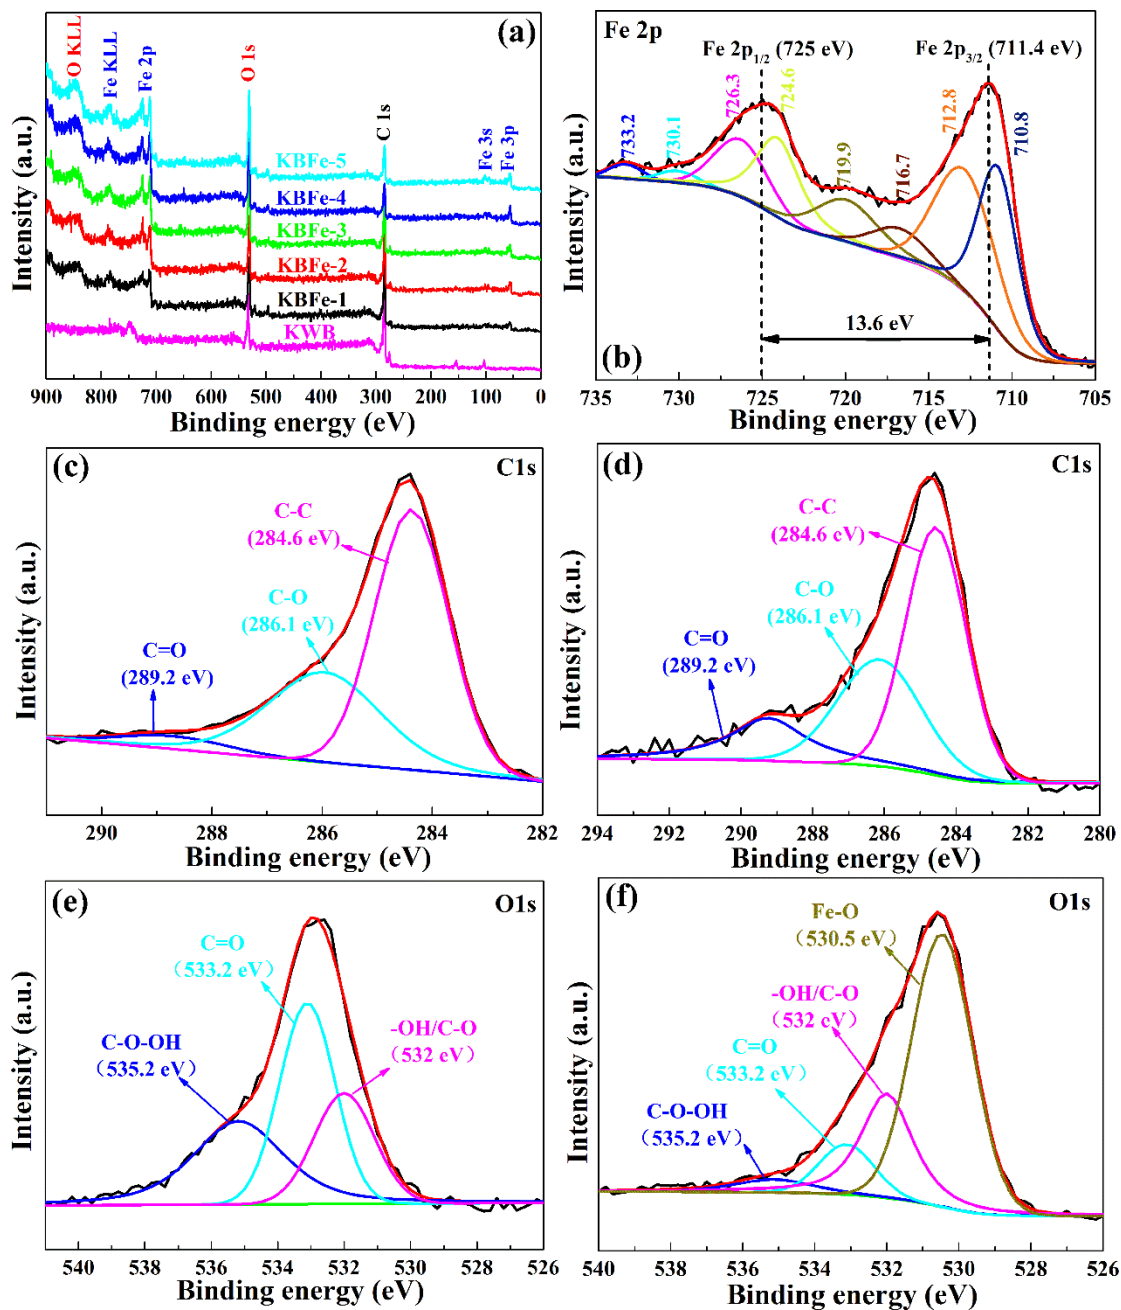 (a)
O KLL
Fe KLL
Fe 2p
O 1s
C 1s
Fe 3s
Fe 3p
KBFe-5
KBFe-4
KBFe-3
KBFe-2
KBFe-1
KWB
Intensity (a.u.)
900 800 700 600 500 400 300 200 100 0
Binding energy (eV)
Fe 2p
Fe 2p1/2 (725 eV)
Fe 2p3/2 (711.4 eV)
733.2
730.1
726.3
724.6
719.9
716.7
712.8
710.8
13.6 eV
(b)
Intensity (a.u.)
735 730 725 720 715 710 705
Binding energy (eV)
(c)
C1s
C-C
(284.6 eV)
C-O
(286.1 eV)
C=O
(289.2 eV)
Intensity (a.u.)
290 288 286 284 282
Binding energy (eV)
(d)
C1s
C-C
(284.6 eV)
C-O
(286.1 eV)
C=O
(289.2 eV)
Intensity (a.u.)
294 292 290 288 286 284 282 280
Binding energy (eV)
(e)
O1s
C=O
(533.2 eV)
-OH/C-O
(532 eV)
C-O-OH
(535.2 eV)
Intensity (a.u.)
540 538 536 534 532 530 528 526
Binding energy (eV)
(f)
O1s
Fe-O
(530.5 eV)
-OH/C-O
(532 eV)
C=O
(533.2 eV)
C-O-OH
(535.2 eV)
Intensity (a.u.)
540 538 536 534 532 530 528 526
Binding energy (eV)